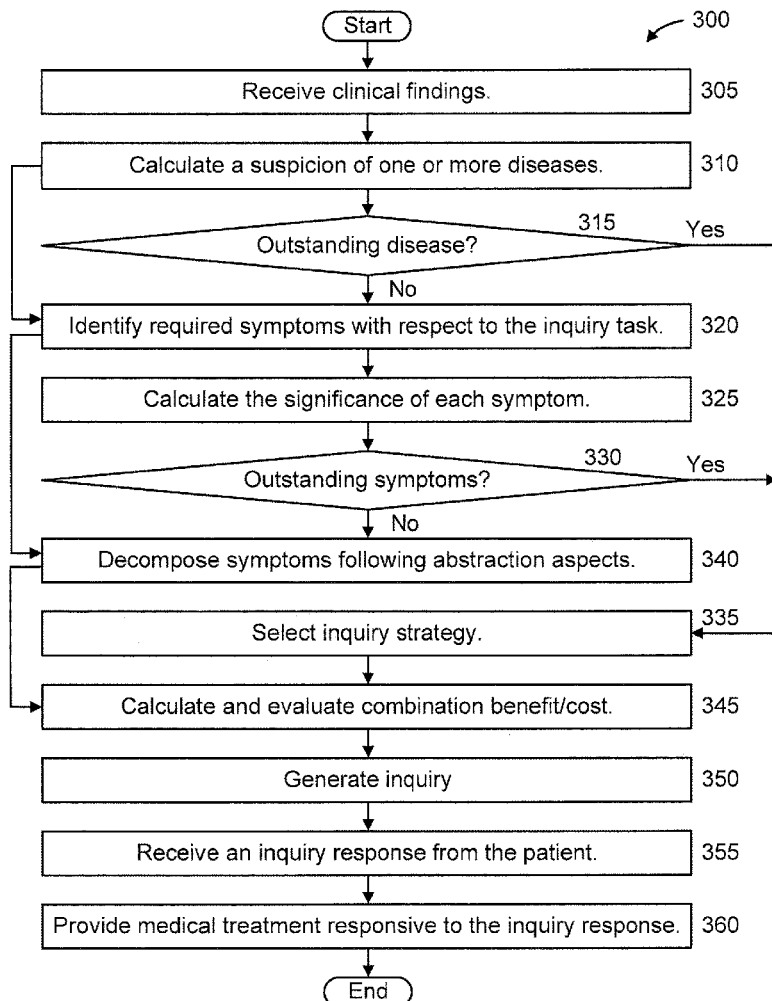 Start
300
Receive clinical findings. 305
Calculate a suspicion of one or more diseases. 310
315
Outstanding disease? Yes
No
Identify required symptoms with respect to the inquiry task. 320
Calculate the significance of each symptom. 325
330
Outstanding symptoms? Yes
No
Decompose symptoms following abstraction aspects. 340
Select inquiry strategy. 335
Calculate and evaluate combination benefit/cost. 345
Generate inquiry 350
Receive an inquiry response from the patient. 355
Provide medical treatment responsive to the inquiry response. 360
End